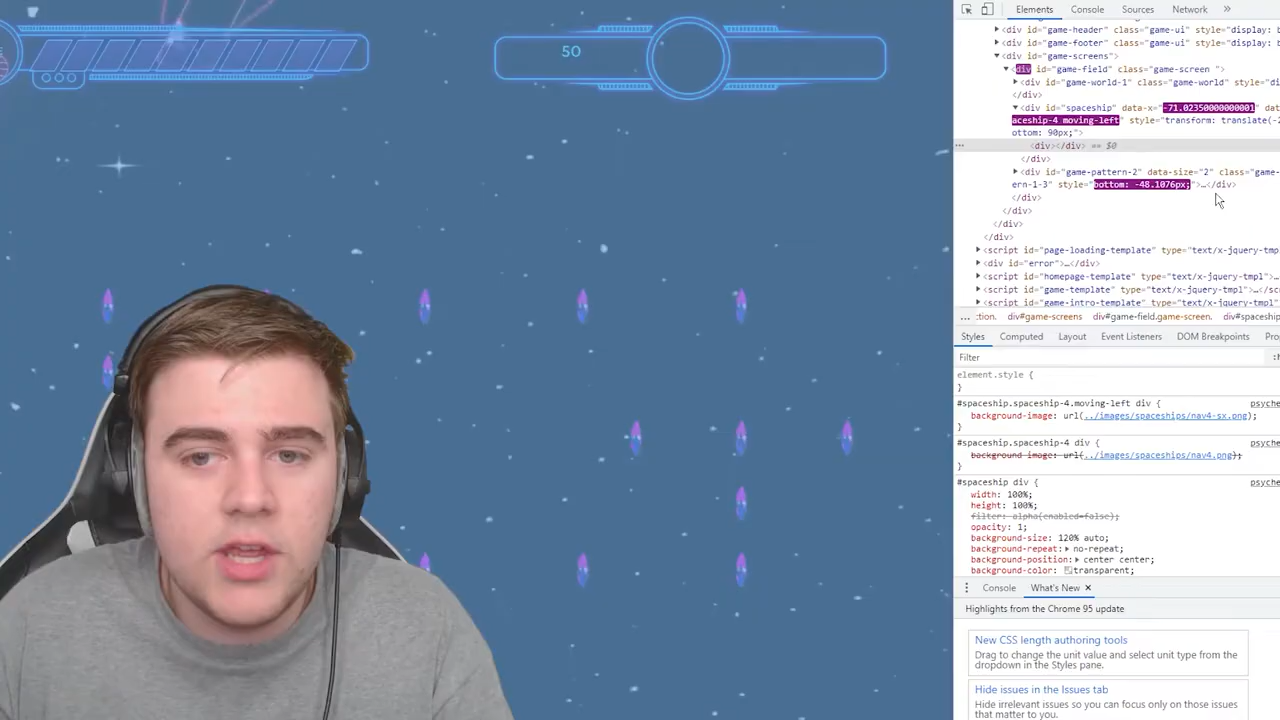 50
Elements Console Sources Network »
<div id="game-header" class="game-ui" style="display:
<div id="game-footer" class="game-ui" style="display:
<div id="game-screens">
<div id="game-field" class="game-screen ">
<div id="game-world-1" class="game-world" style="di
</div>
<div id="spaceship" data-x="-71.02350000000001" dat
aceship-4 moving-left" style="transform: translate(-2
ottom: 90px;">
… <div></div> == $0
</div>
<div id="game-pattern-2" data-size="2" class="game-
ern-1-3" style="bottom: -48.1076px;">…</div>
</div>
</div>
</div>
</div>
<script id="page-loading-template" type="text/x-jquery-tmp
<div id="error">…</div>
<script id="homepage-template" type="text/x-jquery-tmpl">…
<script id="game-template" type="text/x-jquery-tmpl">…</s
<script id="game-intro-template" type="text/x-jquery-tmpl
… ction. div#game-screens div#game-field.game-screen. div#spaceship
Styles Computed Layout Event Listeners DOM Breakpoints Pro
Filter :h
element.style {
}
#spaceship.spaceship-4.moving-left div { psyche
background-image: url(../images/spaceships/nav4-sx.png);
}
#spaceship.spaceship-4 div { psyche
background-image: url(../images/spaceships/nav4.png);
}
#spaceship div { psyche
width: 100%;
height: 100%;
filter: alpha(enabled=false);
opacity: 1;
background-size: 120% auto;
background-repeat: no-repeat;
background-position: center center;
background-color: transparent;
Console What's New ×
Highlights from the Chrome 95 update
New CSS length authoring tools
Drag to change the unit value and select unit type from the
dropdown in the Styles pane.
Hide issues in the Issues tab
Hide irrelevant issues so you can focus only on those issues
that matter to you.